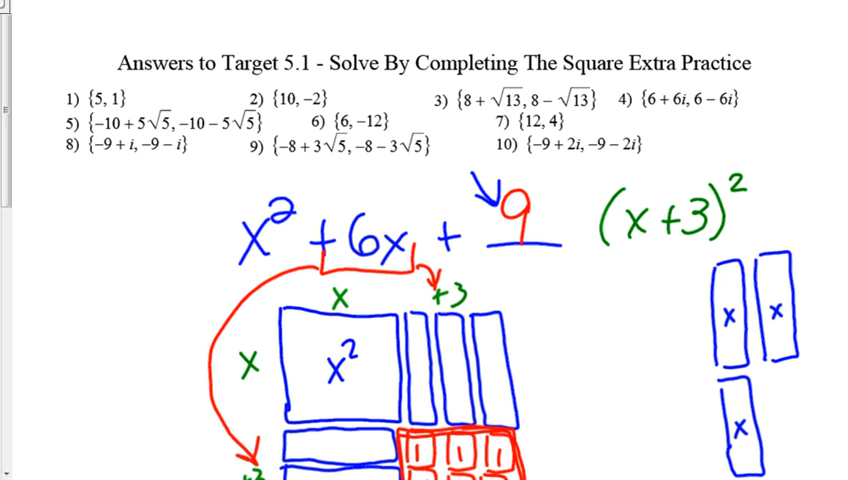 Answers to Target 5.1 - Solve By Completing The Square Extra Practice
1) {5, 1} 2) {10, −2} 3) {8 + √13, 8 − √13} 4) {6 + 6i, 6 − 6i}
5) {−10 + 5√5, −10 − 5√5} 6) {6, −12} 7) {12, 4}
8) {−9 + i, −9 − i} 9) {−8 + 3√5, −8 − 3√5} 10) {−9 + 2i, −9 − 2i}
x² + 6x + 9 (x + 3)²
x +3
x x² x x
x
1 1 1